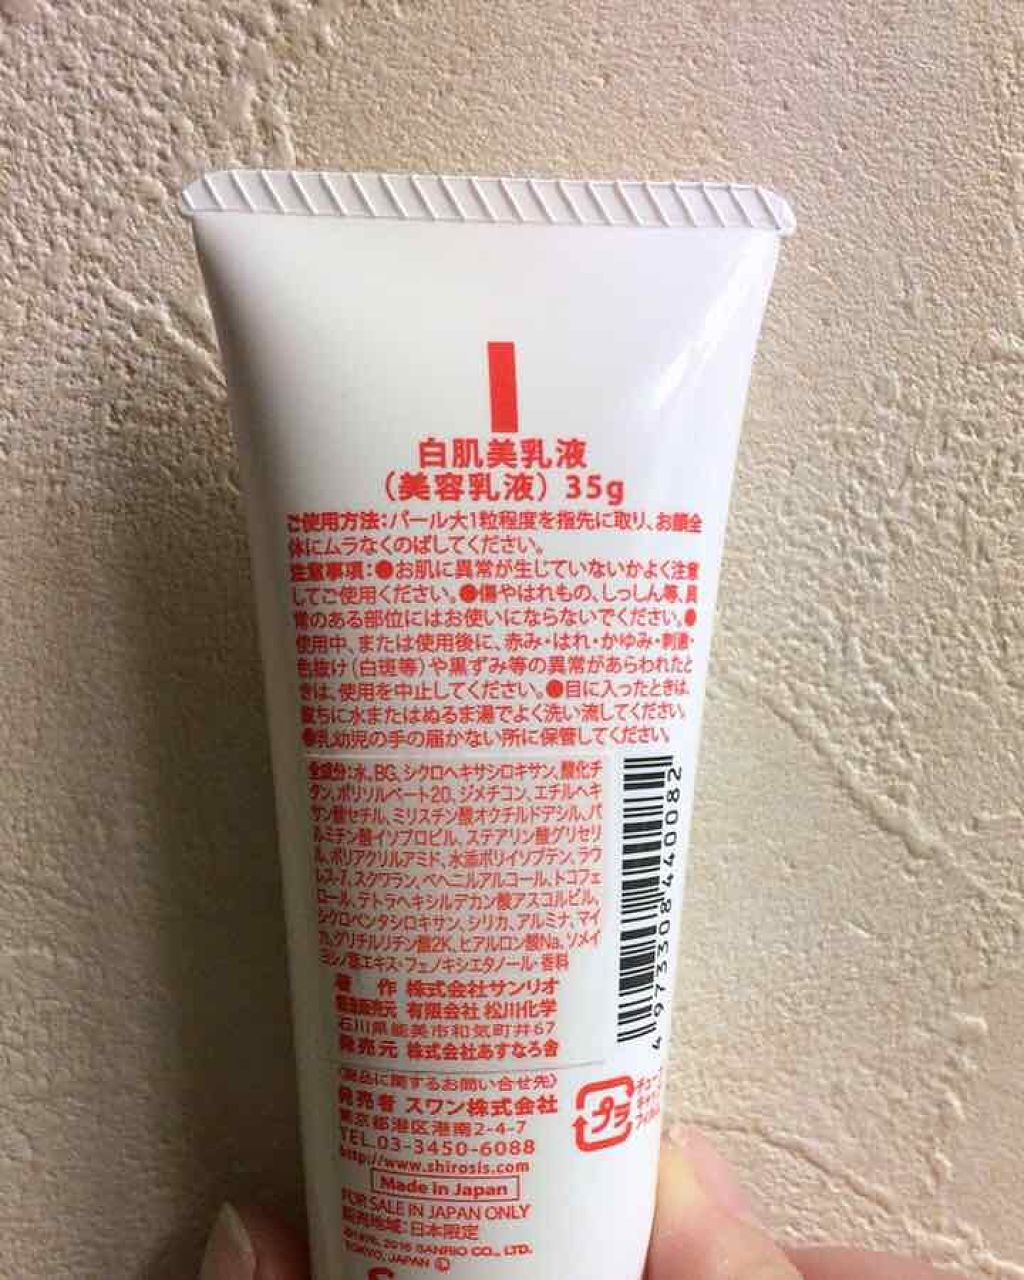 白肌美乳液
（美容乳液）35g
ご使用方法：パール大1粒程度を指先に取り、お顔全
体にムラなくのばしてください。
注意事項：●お肌に異常が生じていないかよく注意
してご使用ください。●傷やはれもの、しっしん等、異
常のある部位にはお使いにならないでください。●
使用中、または使用後に、赤み・はれ・かゆみ・刺激・
色抜け（白斑等）や黒ずみ等の異常があらわれたと
きは、使用を中止してください。●目に入ったときは、
直ちに水またはぬるま湯でよく洗い流してください。
●乳幼児の手の届かない所に保管してください。
全成分：水、BG、シクロヘキサシロキサン、酸化チ
タン、ポリソルベート20、ジメチコン、エチルヘキ
サン酸セチル、ミリスチン酸オクチルドデシル、パ
ルミチン酸イソプロピル、ステアリン酸グリセリ
ル、ポリアクリルアミド、水添ポリイソブテン、ラウ
レス-7、スクワラン、ベヘニルアルコール、トコフェ
ロール、テトラヘキシルデカン酸アスコルビル、
シクロペンタシロキサン、シリカ、アルミナ、マイ
カ、グリチルリチン酸2K、ヒアルロン酸Na、ソメイ
ヨシノ葉エキス・フェノキシエタノール・香料
著　作 株式会社サンリオ
製造販売元 有限会社 松川化学
石川県能美市和気町井67
発売元 株式会社あすなろ舎
（商品に関するお問い合せ先）
発売者 スワン株式会社
東京都港区港南2-4-7
TEL.03-3450-6088
http://www.shirosis.com
Made in Japan
FOR SALE IN JAPAN ONLY
販売地域：日本限定
2016 SANRIO CO., LTD.
TOKYO, JAPAN Ⓛ
4973308440082
プラ